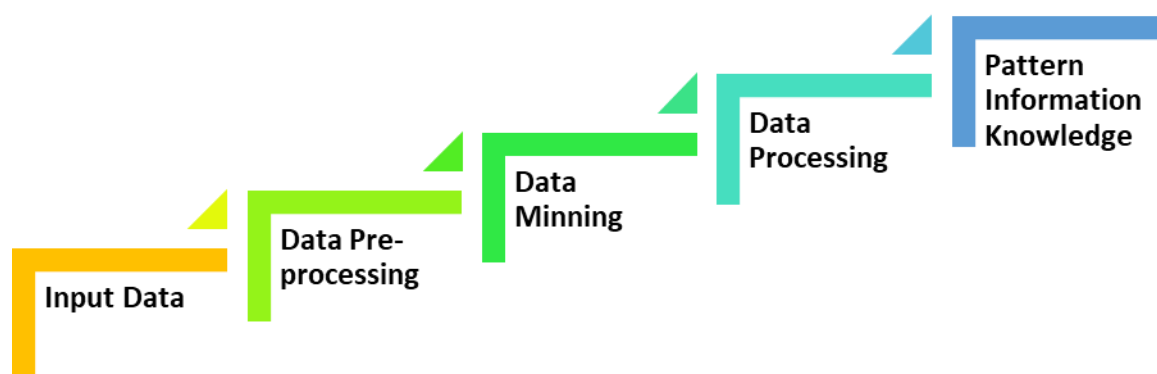 Input Data
Data Pre-
processing
Data
Minning
Data
Processing
Pattern
Information
Knowledge